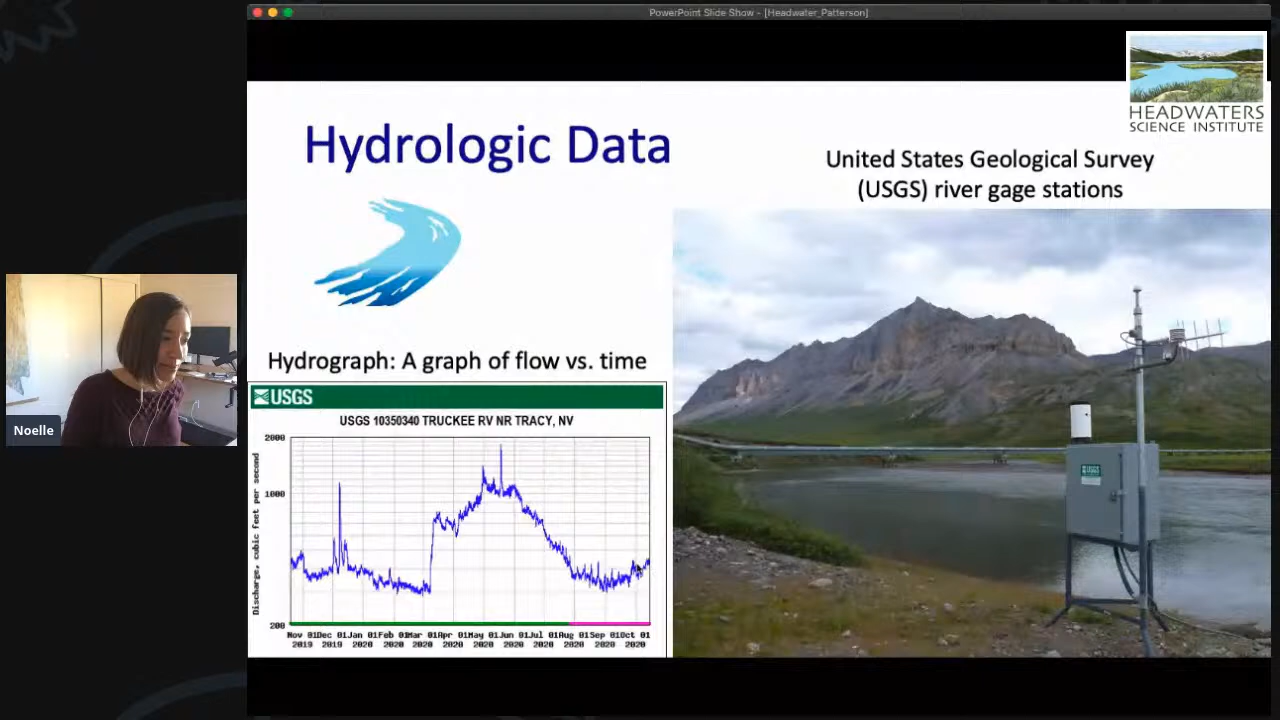 PowerPoint Slide Show - [Headwater_Patterson]
HEADWATERS
SCIENCE INSTITUTE
Hydrologic Data
United States Geological Survey
(USGS) river gage stations
Hydrograph: A graph of flow vs. time
USGS
USGS 10350340 TRUCKEE RV NR TRACY, NV
Discharge, cubic feet per second
2000
1000
200
Nov 01 Dec 01 Jan 01 Feb 01 Mar 01 Apr 01 May 01 Jun 01 Jul 01 Aug 01 Sep 01 Oct 01
2019 2019 2020 2020 2020 2020 2020 2020 2020 2020 2020 2020
USGS
Noelle